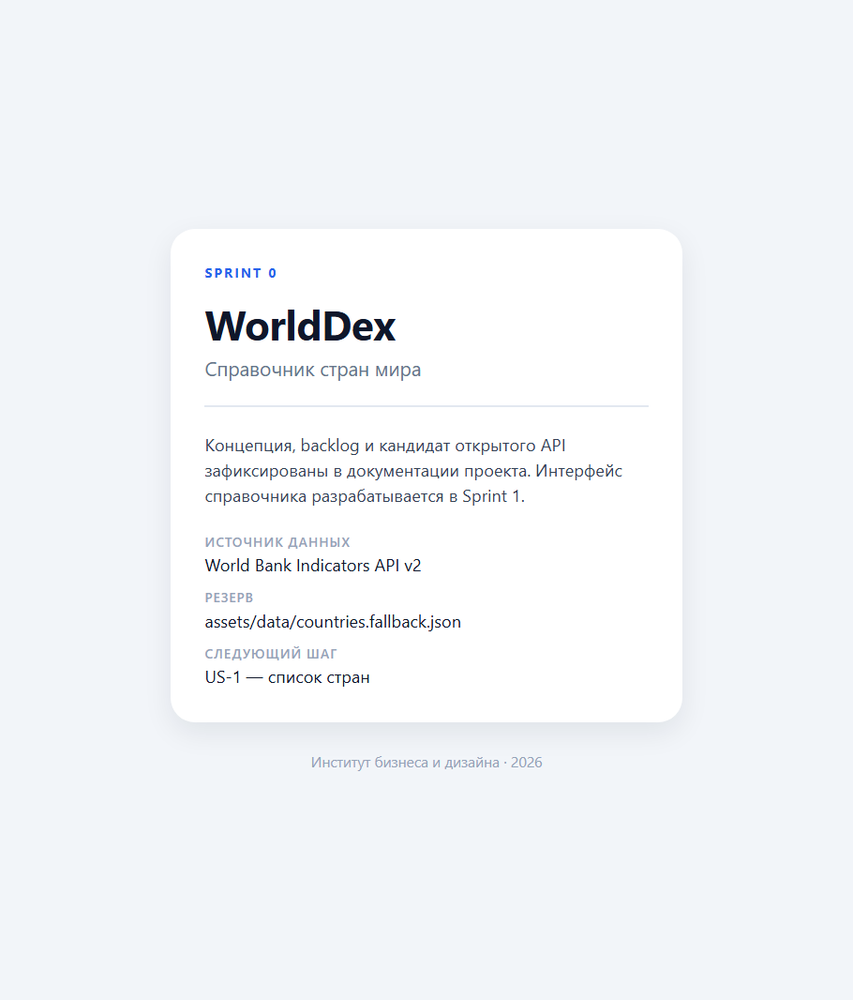 SPRINT 0
WorldDex
Справочник стран мира
Концепция, backlog и кандидат открытого API
зафиксированы в документации проекта. Интерфейс
справочника разрабатывается в Sprint 1.
ИСТОЧНИК ДАННЫХ
World Bank Indicators API v2
РЕЗЕРВ
assets/data/countries.fallback.json
СЛЕДУЮЩИЙ ШАГ
US-1 — список стран
Институт бизнеса и дизайна · 2026